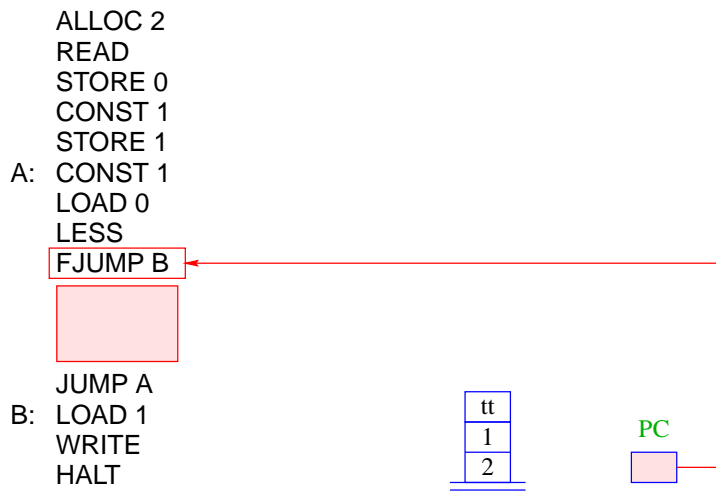 ALLOC 2
READ
STORE 0
CONST 1
STORE 1
A: CONST 1
LOAD 0
LESS
FJUMP B
JUMP A
B: LOAD 1
WRITE
HALT
tt
1
2
PC